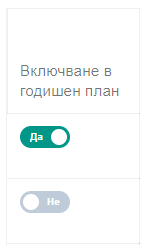 Включване в
годишен план
Да
Не